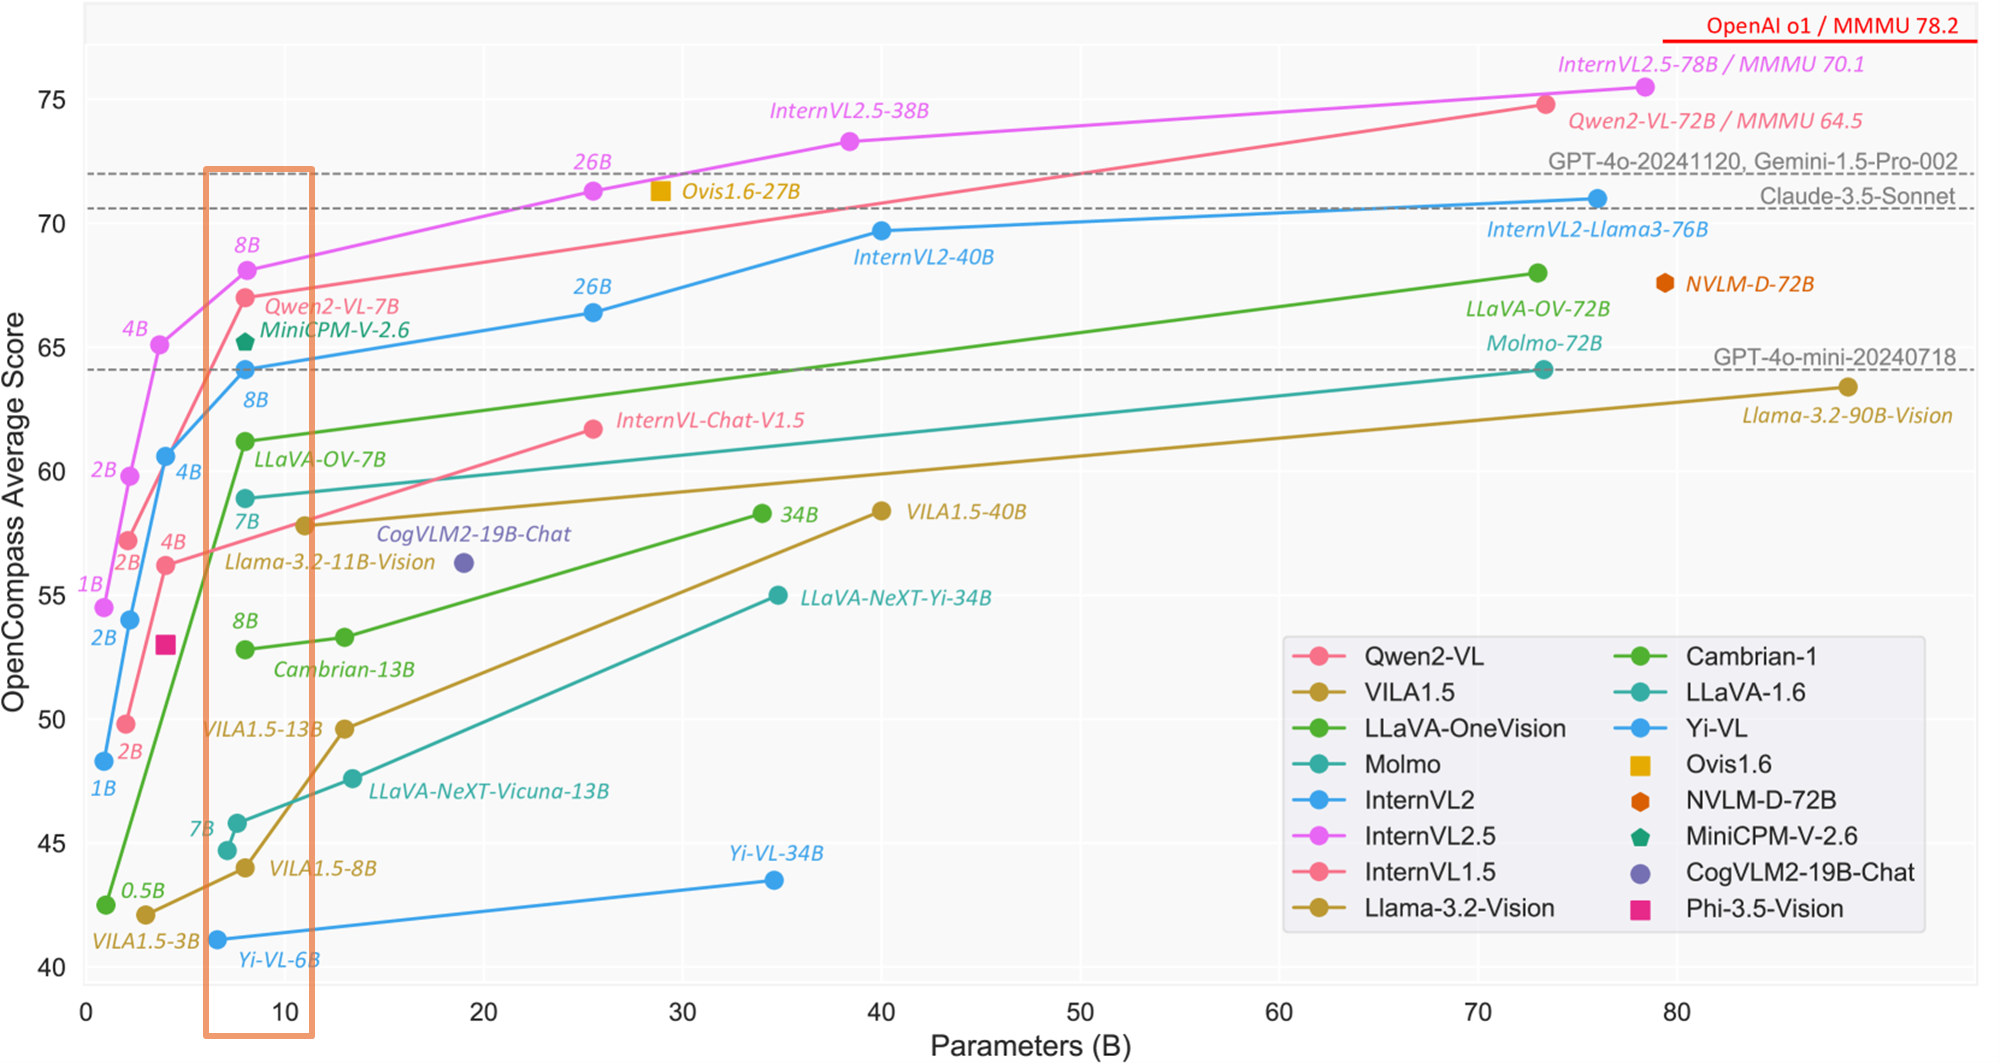 OpenAI o1 / MMMU 78.2
InternVL2.5-78B / MMMU 70.1
75
InternVL2.5-38B
Qwen2-VL-72B / MMMU 64.5
26B
GPT-4o-20241120, Gemini-1.5-Pro-002
Ovis1.6-27B
Claude-3.5-Sonnet
70
InternVL2-Llama3-76B
8B
InternVL2-40B
NVLM-D-72B
26B
Qwen2-VL-7B
LLaVA-OV-72B
4B
MiniCPM-V-2.6
65
Molmo-72B
GPT-4o-mini-20240718
8B
Llama-3.2-90B-Vision
InternVL-Chat-V1.5
LLaVA-OV-7B
60
2B
4B
7B
34B
VILA1.5-40B
4B
CogVLM2-19B-Chat
2B
Llama-3.2-11B-Vision
1B
55
LLaVA-NeXT-Yi-34B
8B
2B
Cambrian-13B
50
VILA1.5-13B
2B
1B
LLaVA-NeXT-Vicuna-13B
7B
45
Yi-VL-34B
VILA1.5-8B
0.5B
VILA1.5-3B
Yi-VL-6B
40
OpenCompass Average Score
0 10 20 30 40 50 60 70 80
Parameters (B)
Qwen2-VL
VILA1.5
LLaVA-OneVision
Molmo
InternVL2
InternVL2.5
InternVL1.5
Llama-3.2-Vision
Cambrian-1
LLaVA-1.6
Yi-VL
Ovis1.6
NVLM-D-72B
MiniCPM-V-2.6
CogVLM2-19B-Chat
Phi-3.5-Vision